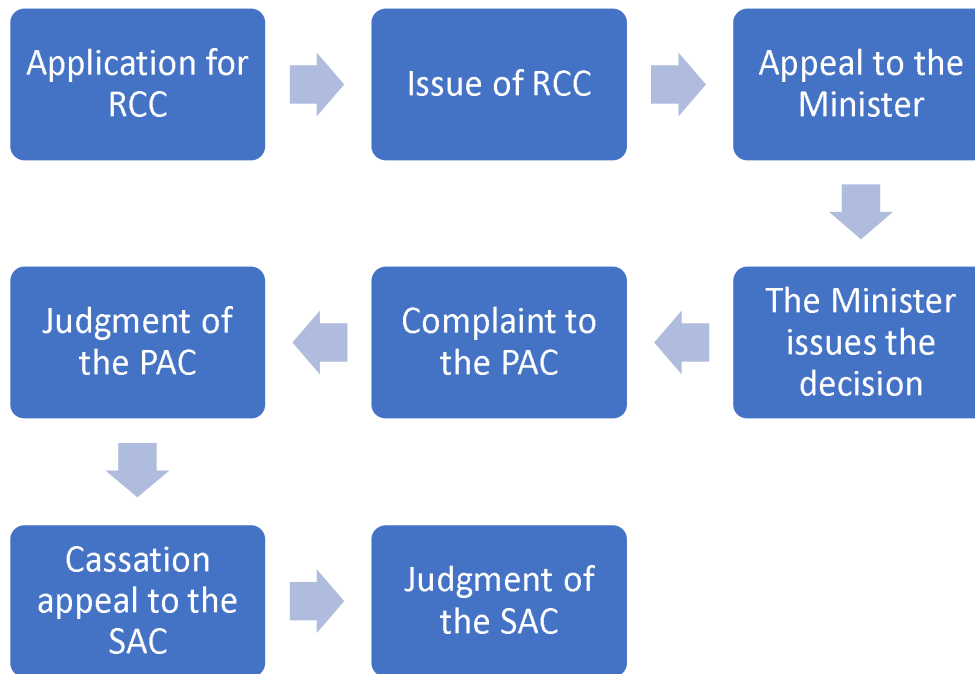 Application for
RCC
Issue of RCC
Appeal to the
Minister
The Minister
issues the
decision
Complaint to
the PAC
Judgment of
the PAC
Cassation
appeal to the
SAC
Judgment of
the SAC